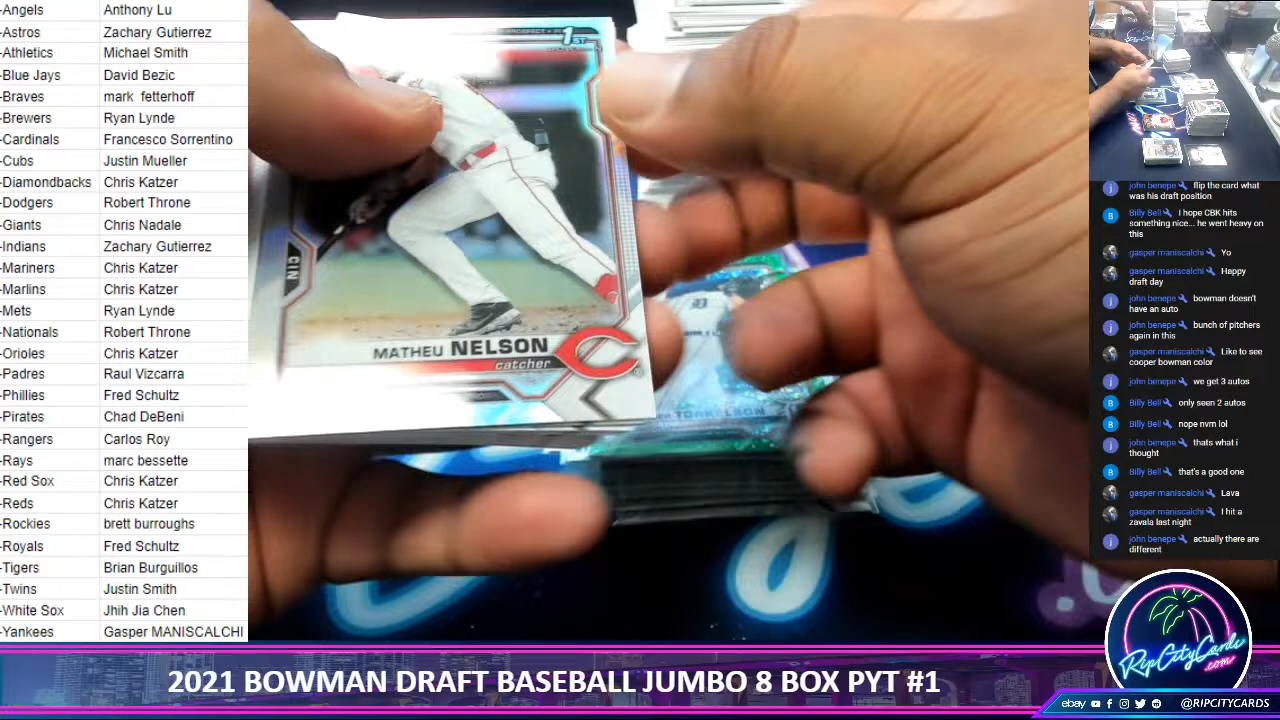 -Angels Anthony Lu
-Astros Zachary Gutierrez
-Athletics Michael Smith
-Blue Jays David Bezic
-Braves mark fetterhoff
-Brewers Ryan Lynde
-Cardinals Francesco Sorrentino
-Cubs Justin Mueller
-Diamondbacks Chris Katzer
-Dodgers Robert Throne
-Giants Chris Nadale
-Indians Zachary Gutierrez
-Mariners Chris Katzer
-Marlins Chris Katzer
-Mets Ryan Lynde
-Nationals Robert Throne
-Orioles Chris Katzer
-Padres Raul Vizcarra
-Phillies Fred Schultz
-Pirates Chad DeBeni
-Rangers Carlos Roy
-Rays marc bessette
-Red Sox Chris Katzer
-Reds Chris Katzer
-Rockies brett burroughs
-Royals Fred Schultz
-Tigers Brian Burguillos
-Twins Justin Smith
-White Sox Jhih Jia Chen
-Yankees Gasper MANISCALCHI
1ST
CIN
MATHEU NELSON
catcher
TORKELSON
john benepe flip the card what
was his draft position
Billy Bell I hope CBK hits
something nice... he went heavy on
this
gasper maniscalchi Yo
gasper maniscalchi Happy
draft day
john benepe bowman doesn't
have an auto
john benepe bunch of pitchers
again in this
gasper maniscalchi Like to see
cooper bowman color
john benepe we get 3 autos
Billy Bell only seen 2 autos
Billy Bell nope nvm lol
john benepe thats what i
thought
Billy Bell that's a good one
gasper maniscalchi Lava
gasper maniscalchi I hit a
zavala last night
john benepe actually there are
different
RipCityCards
.com
2021 BOWMAN DRAFT BASEBALL JUMBO 8 BOX PYT #1
ebay @RIPCITYCARDS